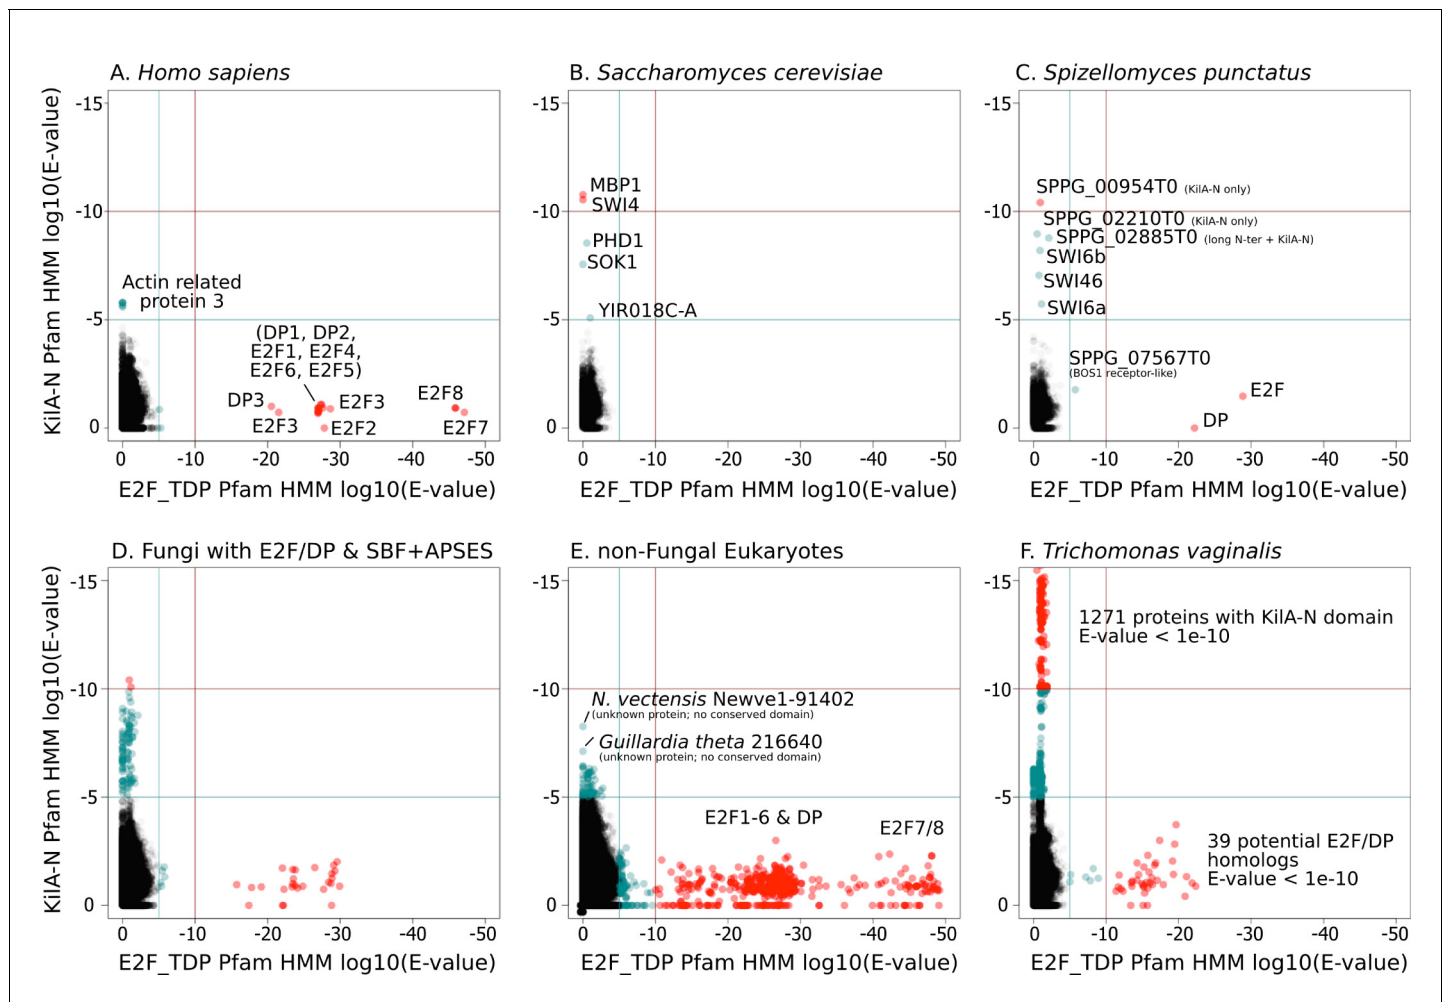 A. Homo sapiens
KilA-N Pfam HMM log10(E-value)
-15
-10
-5
0
Actin related
protein 3
(DP1, DP2,
E2F1, E2F4,
E2F6, E2F5)
DP3
E2F3
E2F3
E2F2
E2F8
E2F7
0 -10 -20 -30 -40 -50
E2F_TDP Pfam HMM log10(E-value)
B. Saccharomyces cerevisiae
-15
-10
-5
0
MBP1
SWI4
PHD1
SOK1
YIR018C-A
0 -10 -20 -30 -40 -50
E2F_TDP Pfam HMM log10(E-value)
C. Spizellomyces punctatus
-15
-10
-5
0
SPPG_00954T0 (KilA-N only)
SPPG_02210T0 (KilA-N only)
SPPG_02885T0 (long N-ter + KilA-N)
SWI6b
SWI46
SWI6a
SPPG_07567T0
(BOS1 receptor-like)
E2F
DP
0 -10 -20 -30 -40 -50
E2F_TDP Pfam HMM log10(E-value)
D. Fungi with E2F/DP & SBF+APSES
KilA-N Pfam HMM log10(E-value)
-15
-10
-5
0
0 -10 -20 -30 -40 -50
E2F_TDP Pfam HMM log10(E-value)
E. non-Fungal Eukaryotes
-15
-10
-5
0
N. vectensis Newve1-91402
(unknown protein; no conserved domain)
Guillardia theta 216640
(unknown protein; no conserved domain)
E2F1-6 & DP
E2F7/8
0 -10 -20 -30 -40 -50
E2F_TDP Pfam HMM log10(E-value)
F. Trichomonas vaginalis
-15
-10
-5
0
1271 proteins with KilA-N domain
E-value < 1e-10
39 potential E2F/DP
homologs
E-value < 1e-10
0 -10 -20 -30 -40 -50
E2F_TDP Pfam HMM log10(E-value)